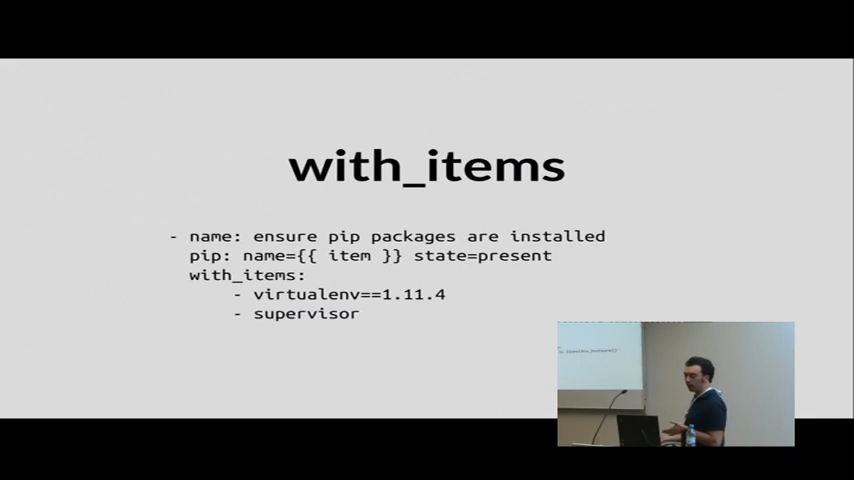 with_items
- name: ensure pip packages are installed
pip: name={{ item }} state=present
with_items:
- virtualenv==1.11.4
- supervisor